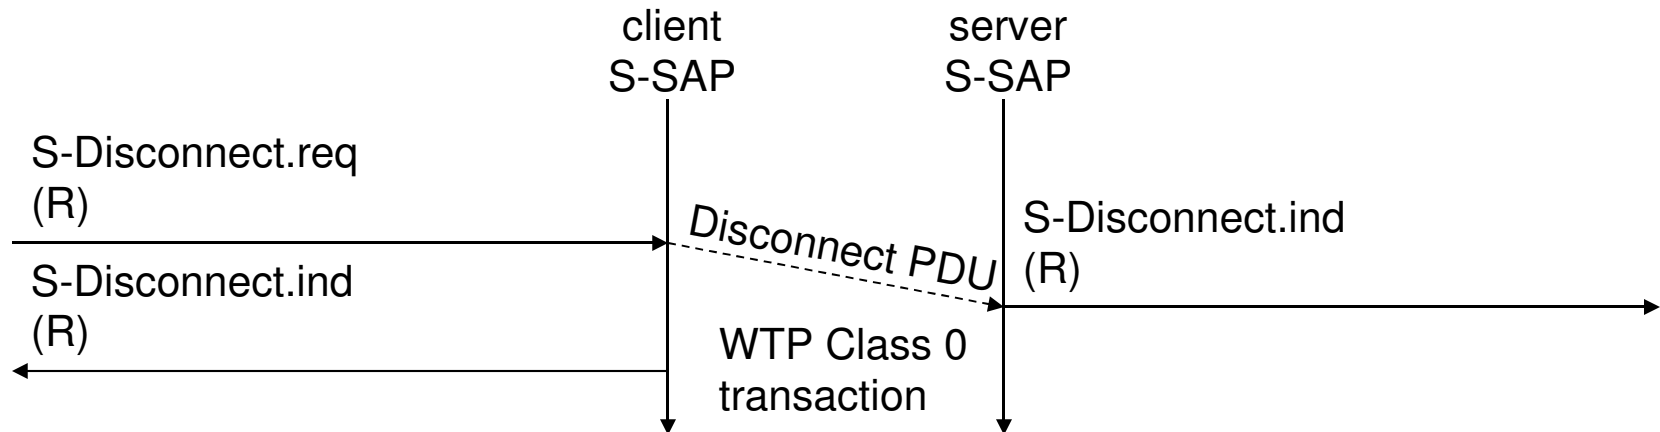 client
S-SAP
server
S-SAP
S-Disconnect.req
(R)
Disconnect PDU
S-Disconnect.ind
(R)
S-Disconnect.ind
(R)
WTP Class 0
transaction